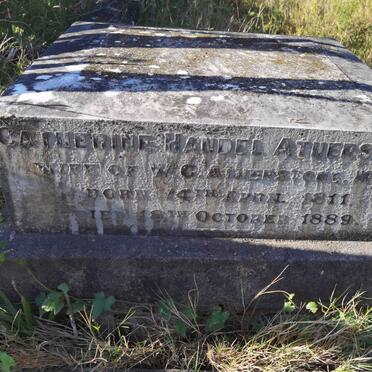 CATHERINE HANDEL ATHERS
WIFE OF W. C. ATHERSTONE, M
BORN 14TH APRIL 1811
DIED 18TH OCTOBER 1889